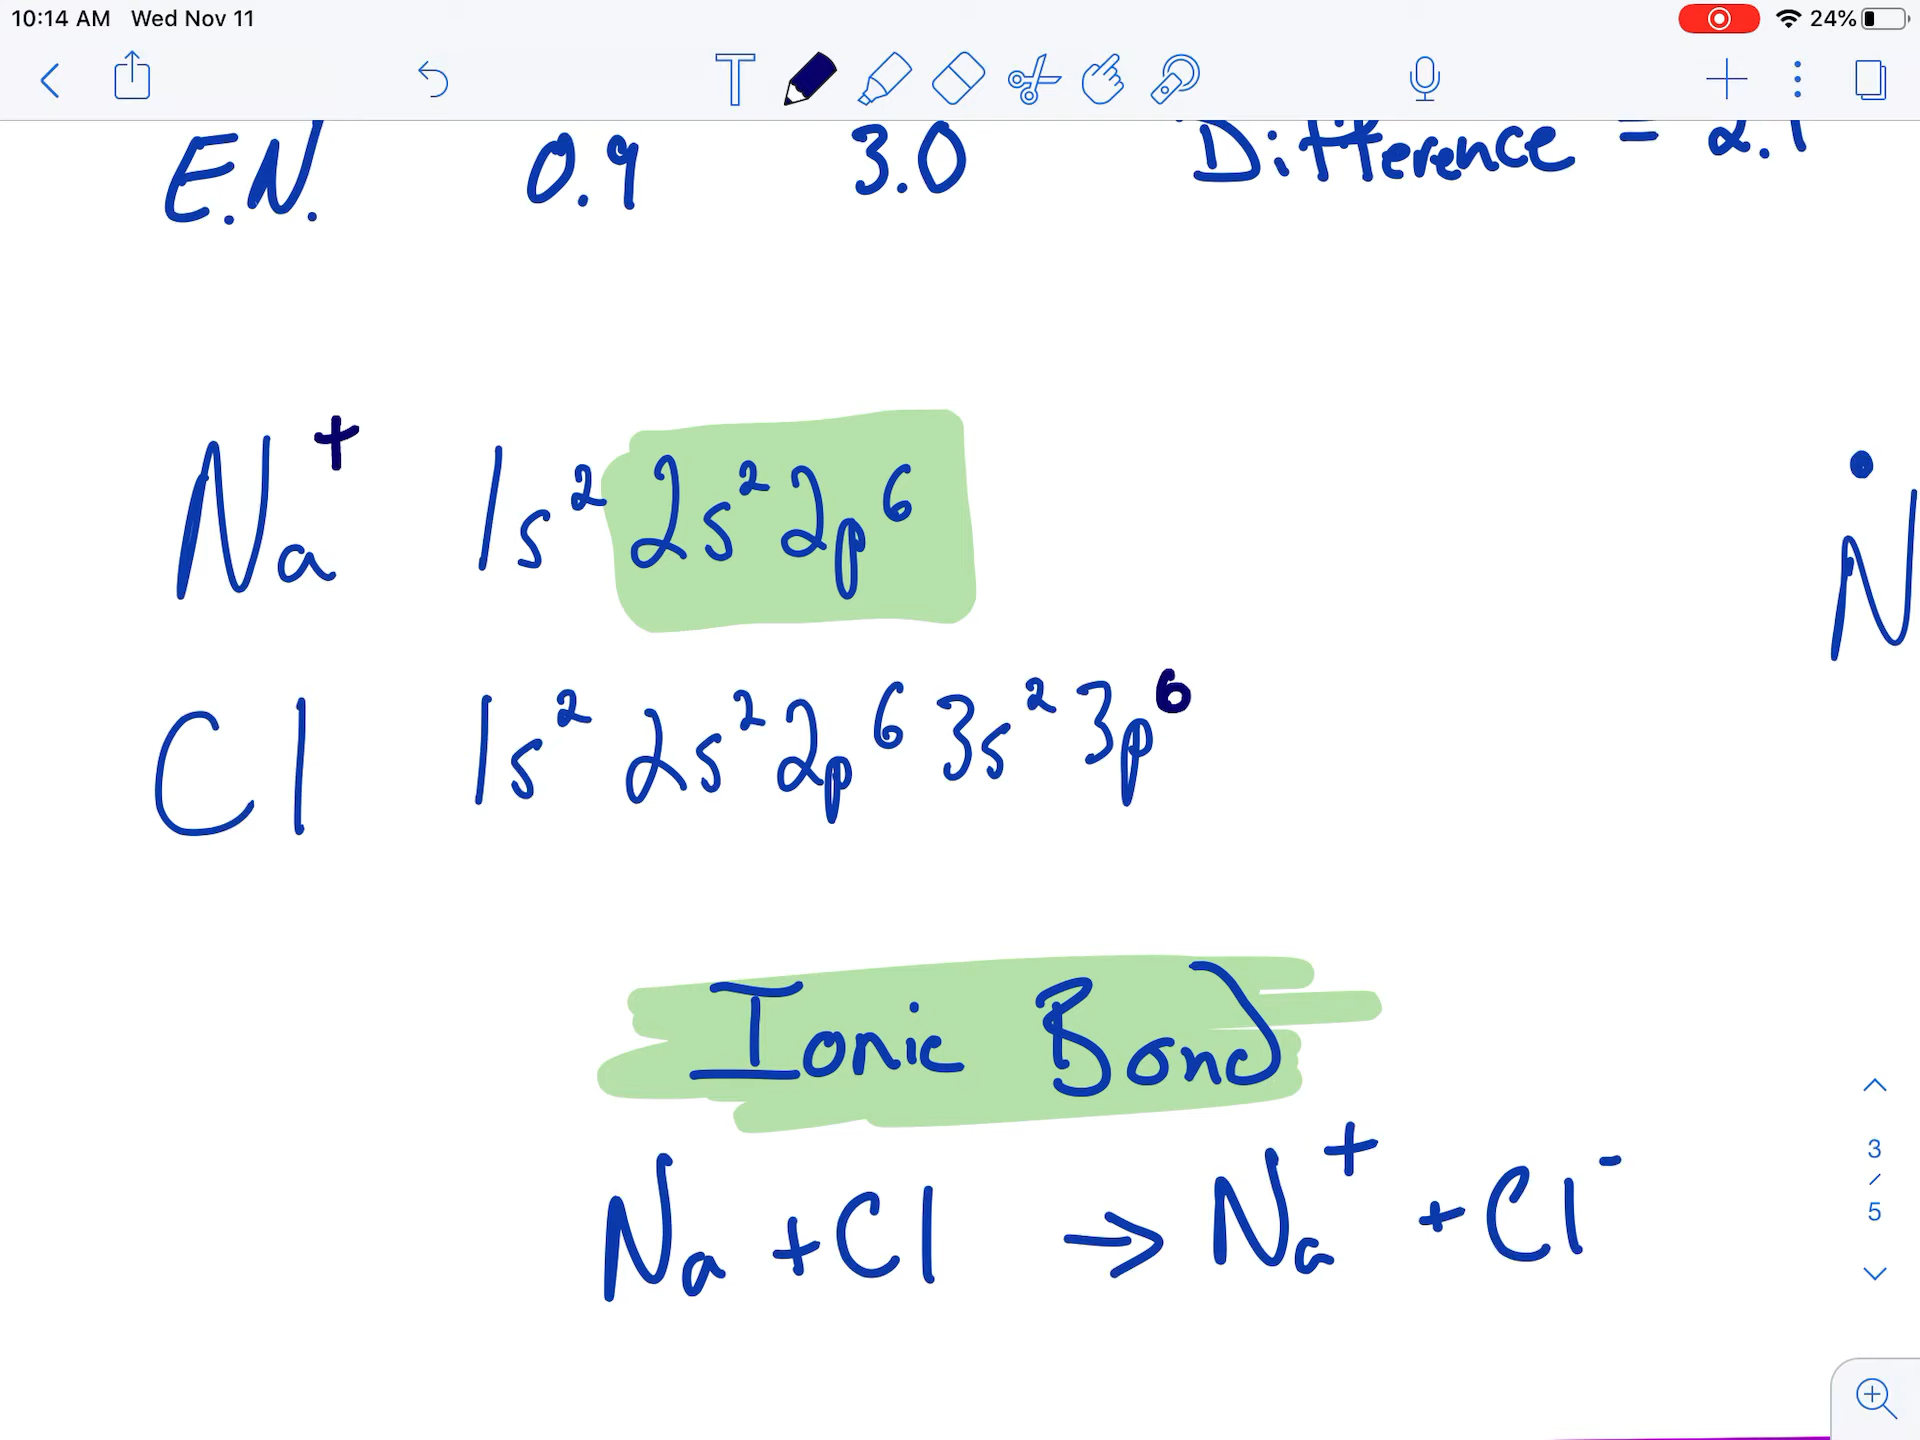 10:14 AM Wed Nov 11 24%
T
E.N. 0.9 3.0 Difference = 2.1
Na⁺ 1s² 2s² 2p⁶
N
Cl 1s² 2s² 2p⁶ 3s² 3p⁶
Ionic Bond
Na + Cl → Na⁺ + Cl⁻
3
/
5